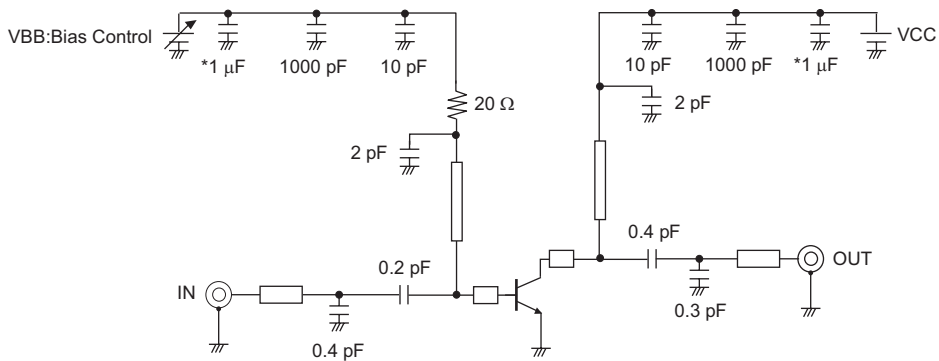 VBB:Bias Control
*1 μF
1000 pF
10 pF
10 pF
1000 pF
*1 μF
VCC
20 Ω
2 pF
2 pF
0.2 pF
0.4 pF
IN
OUT
0.4 pF
0.3 pF